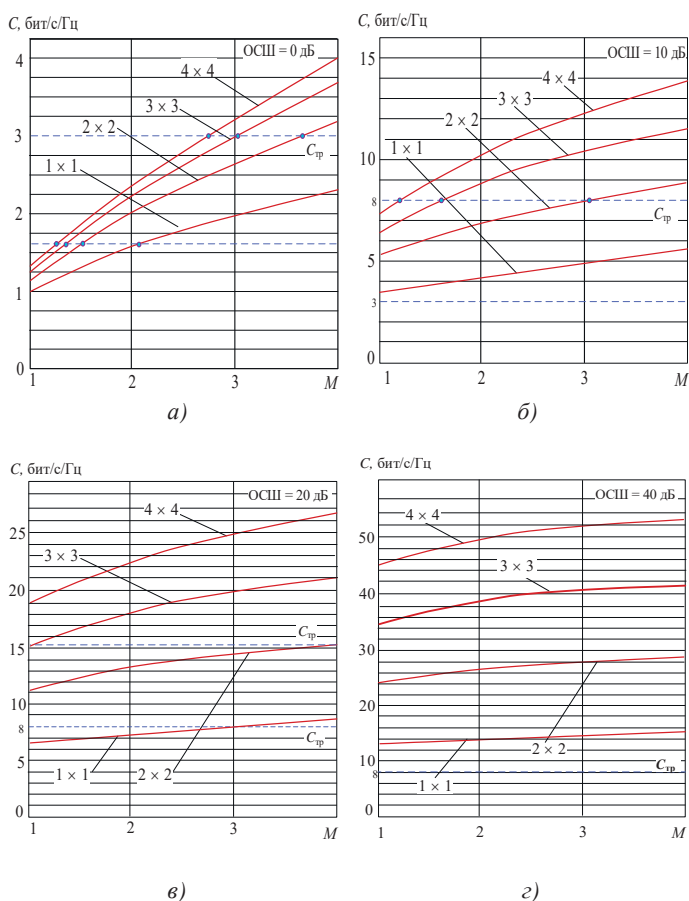 C, бит/с/Гц
ОСШ = 0 дБ
4
4 × 4
3 × 3
3
2 × 2
Cтр
1 × 1
2
1
0
1 2 3 M
а)
C, бит/с/Гц
15
ОСШ = 10 дБ
4 × 4
3 × 3
2 × 2
1 × 1
10
8
Cтр
5
3
0
1 2 3 M
б)
C, бит/с/Гц
ОСШ = 20 дБ
4 × 4
25
3 × 3
20
Cтр
15
10
8
Cтр
5
1 × 1 2 × 2
0
1 2 3 M
в)
C, бит/с/Гц
ОСШ = 40 дБ
4 × 4
50
3 × 3
40
30
20
2 × 2
10
Cтр
8
1 × 1
0
1 2 3 M
г)